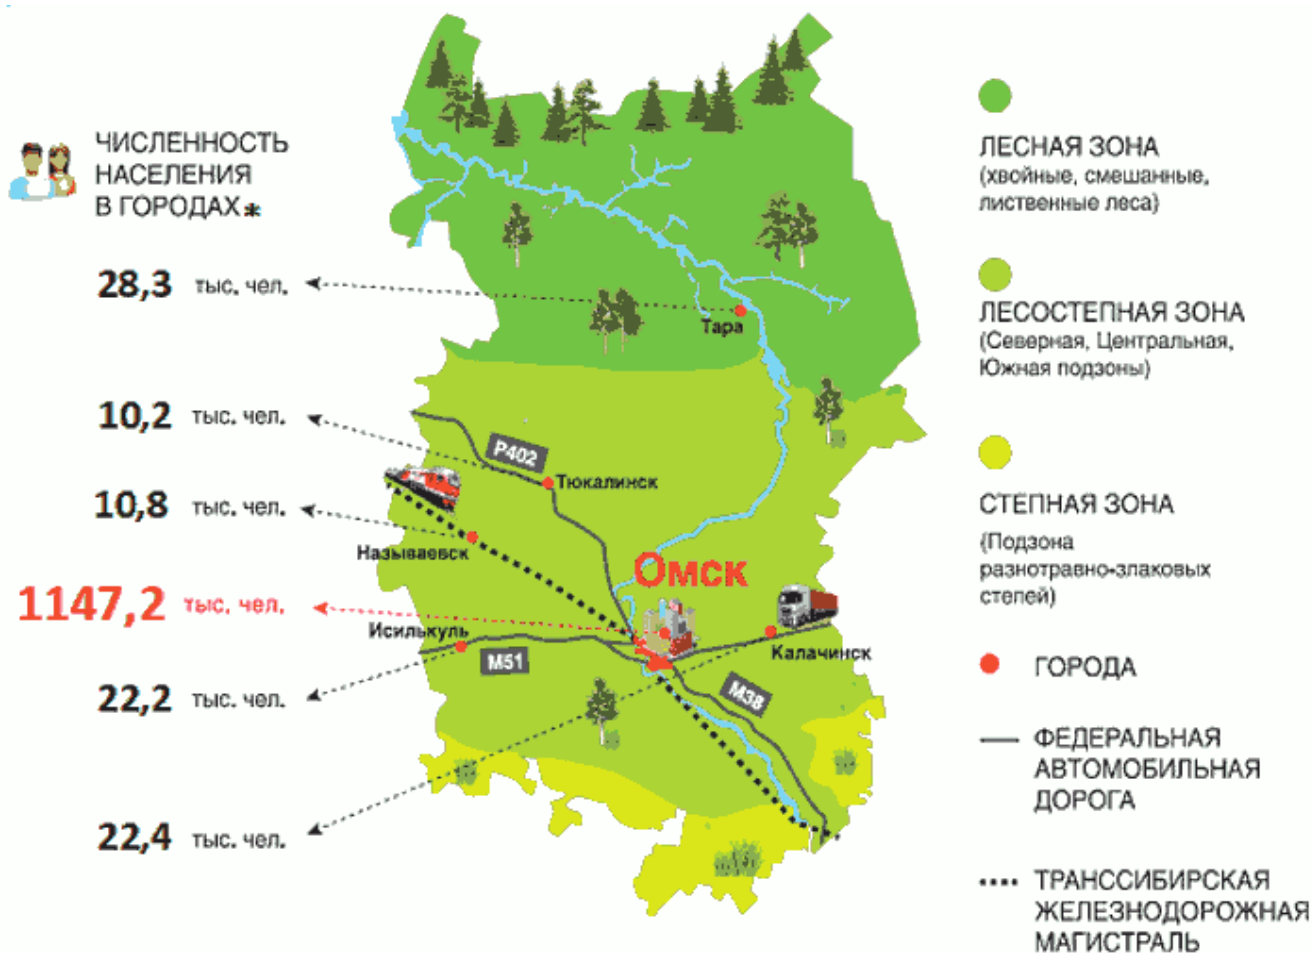 ЧИСЛЕННОСТЬ
НАСЕЛЕНИЯ
В ГОРОДАХ*
28,3 тыс. чел.
10,2 тыс. чел.
10,8 тыс. чел.
1147,2 тыс. чел.
22,2 тыс. чел.
22,4 тыс. чел.
Тара
Р402
Тюкалинск
Называевск
Омск
Исилькуль
М51
Калачинск
М38
ЛЕСНАЯ ЗОНА
(хвойные, смешанные,
лиственные леса)
ЛЕСОСТЕПНАЯ ЗОНА
(Северная, Центральная,
Южная подзоны)
СТЕПНАЯ ЗОНА
(Подзона
разнотравно-злаковых
степей)
ГОРОДА
ФЕДЕРАЛЬНАЯ
АВТОМОБИЛЬНАЯ
ДОРОГА
ТРАНССИБИРСКАЯ
ЖЕЛЕЗНОДОРОЖНАЯ
МАГИСТРАЛЬ